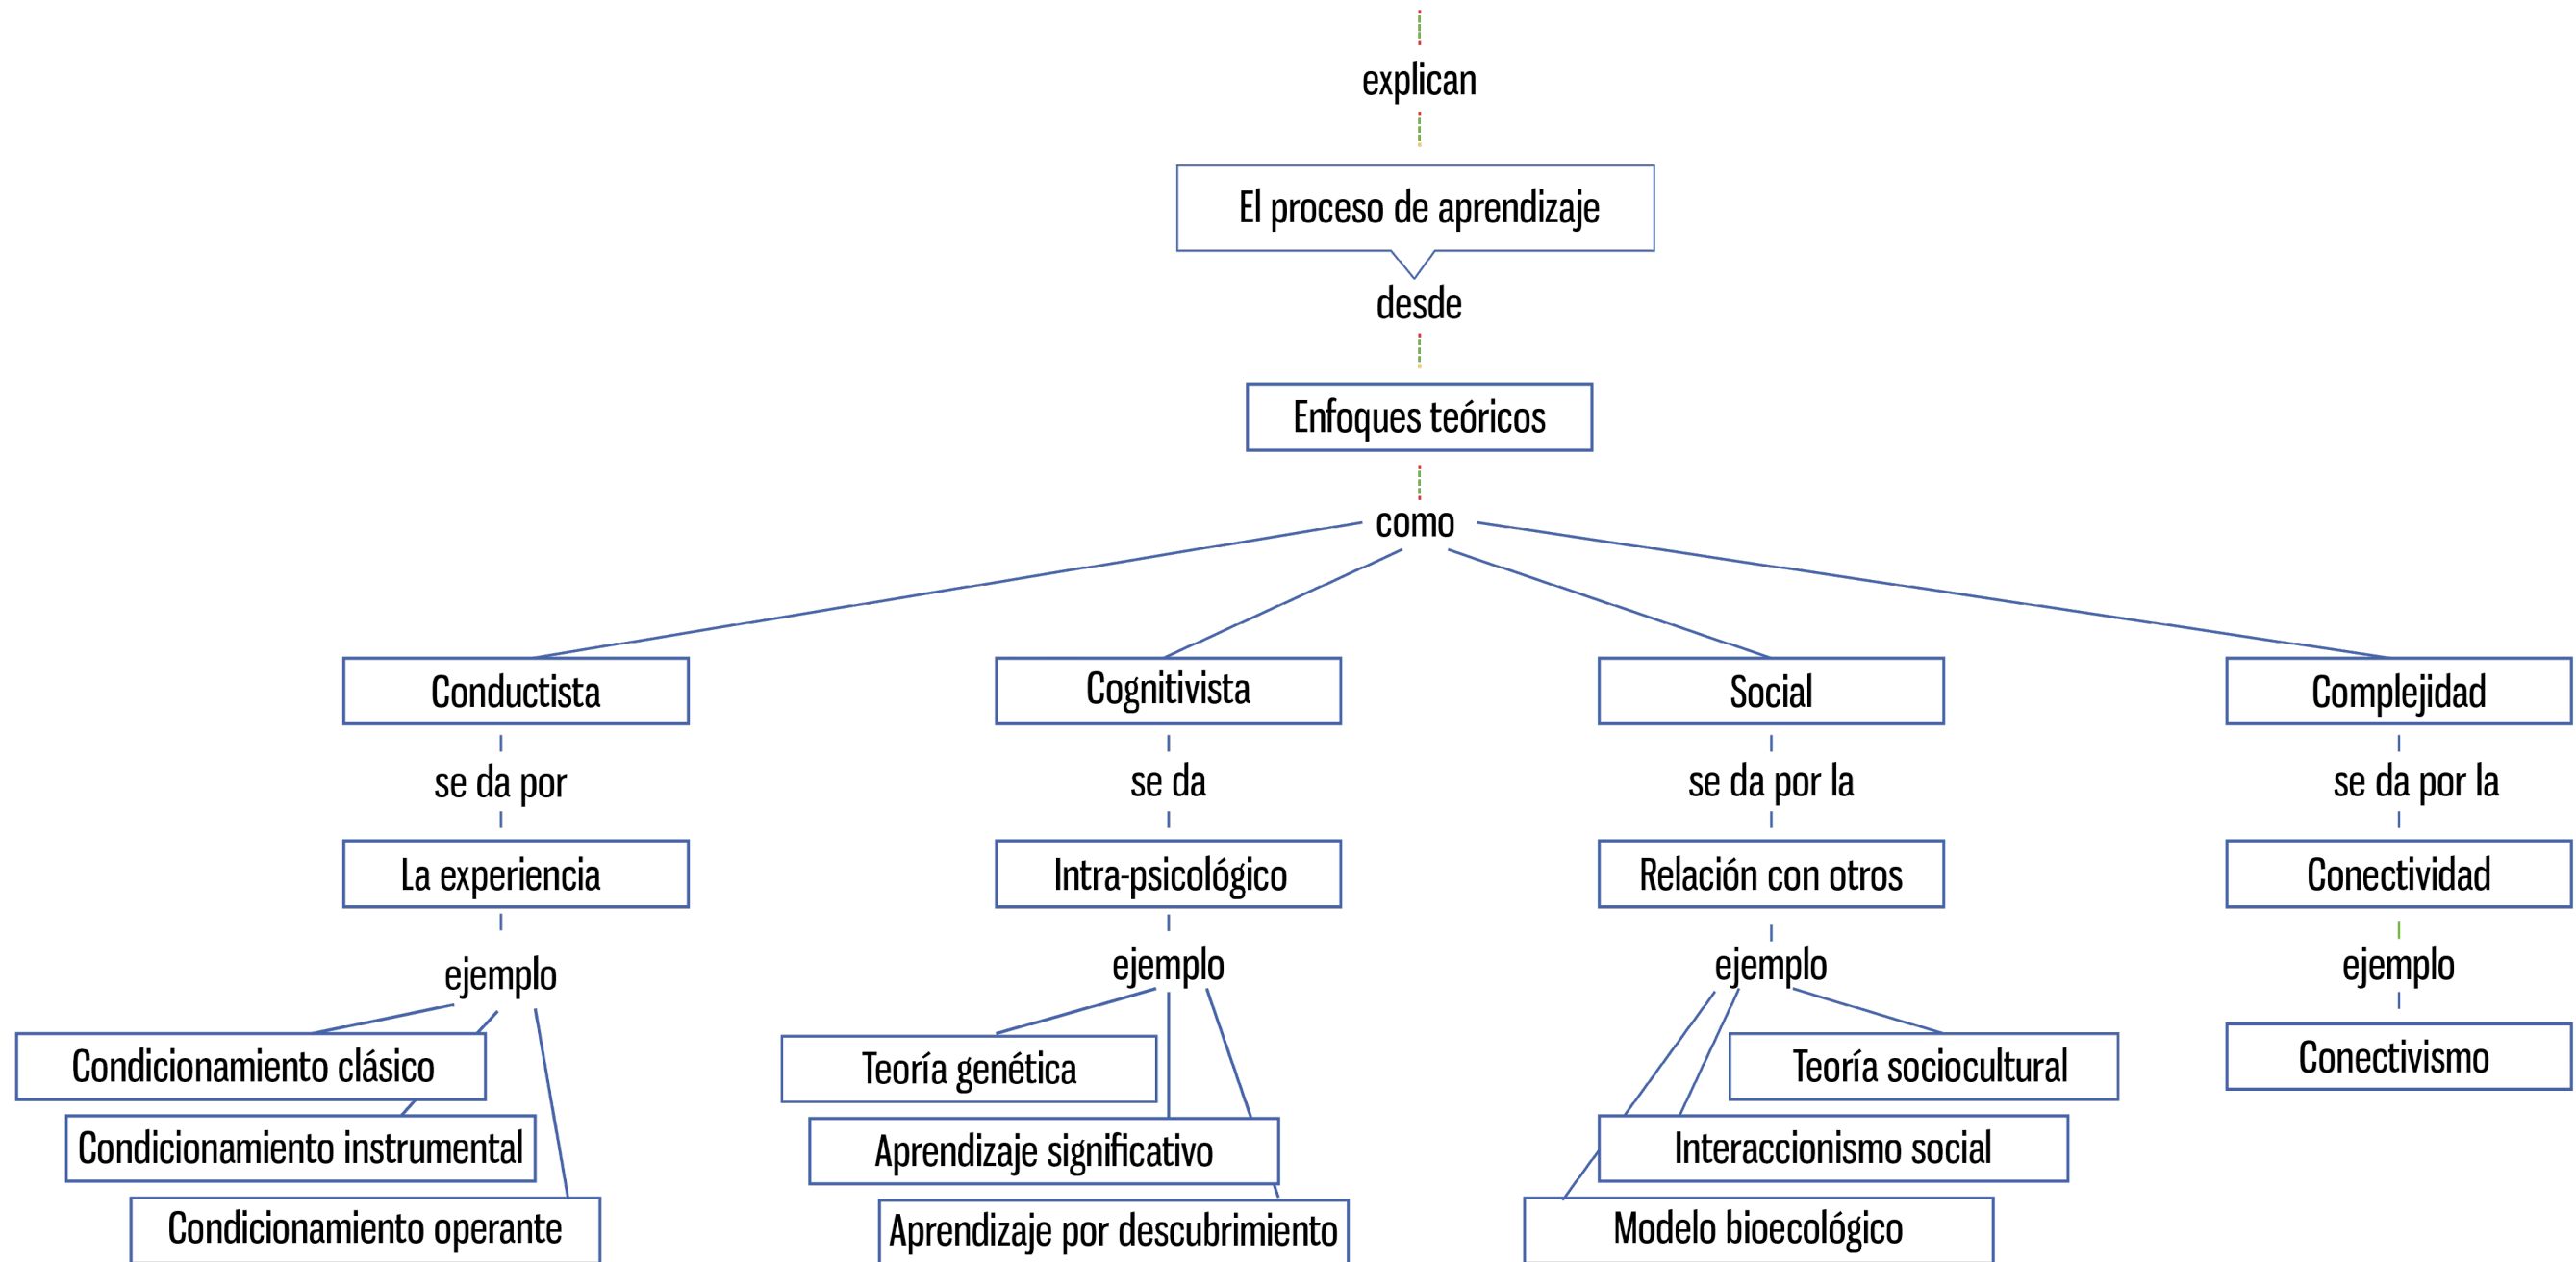 explican
El proceso de aprendizaje
desde
Enfoques teóricos
como
Conductista
Cognitivista
Social
Complejidad
se da por
se da
se da por la
se da por la
La experiencia
Intra-psicológico
Relación con otros
Conectividad
ejemplo
ejemplo
ejemplo
ejemplo
Condicionamiento clásico
Teoría genética
Teoría sociocultural
Conectivismo
Condicionamiento instrumental
Aprendizaje significativo
Interaccionismo social
Condicionamiento operante
Aprendizaje por descubrimiento
Modelo bioecológico